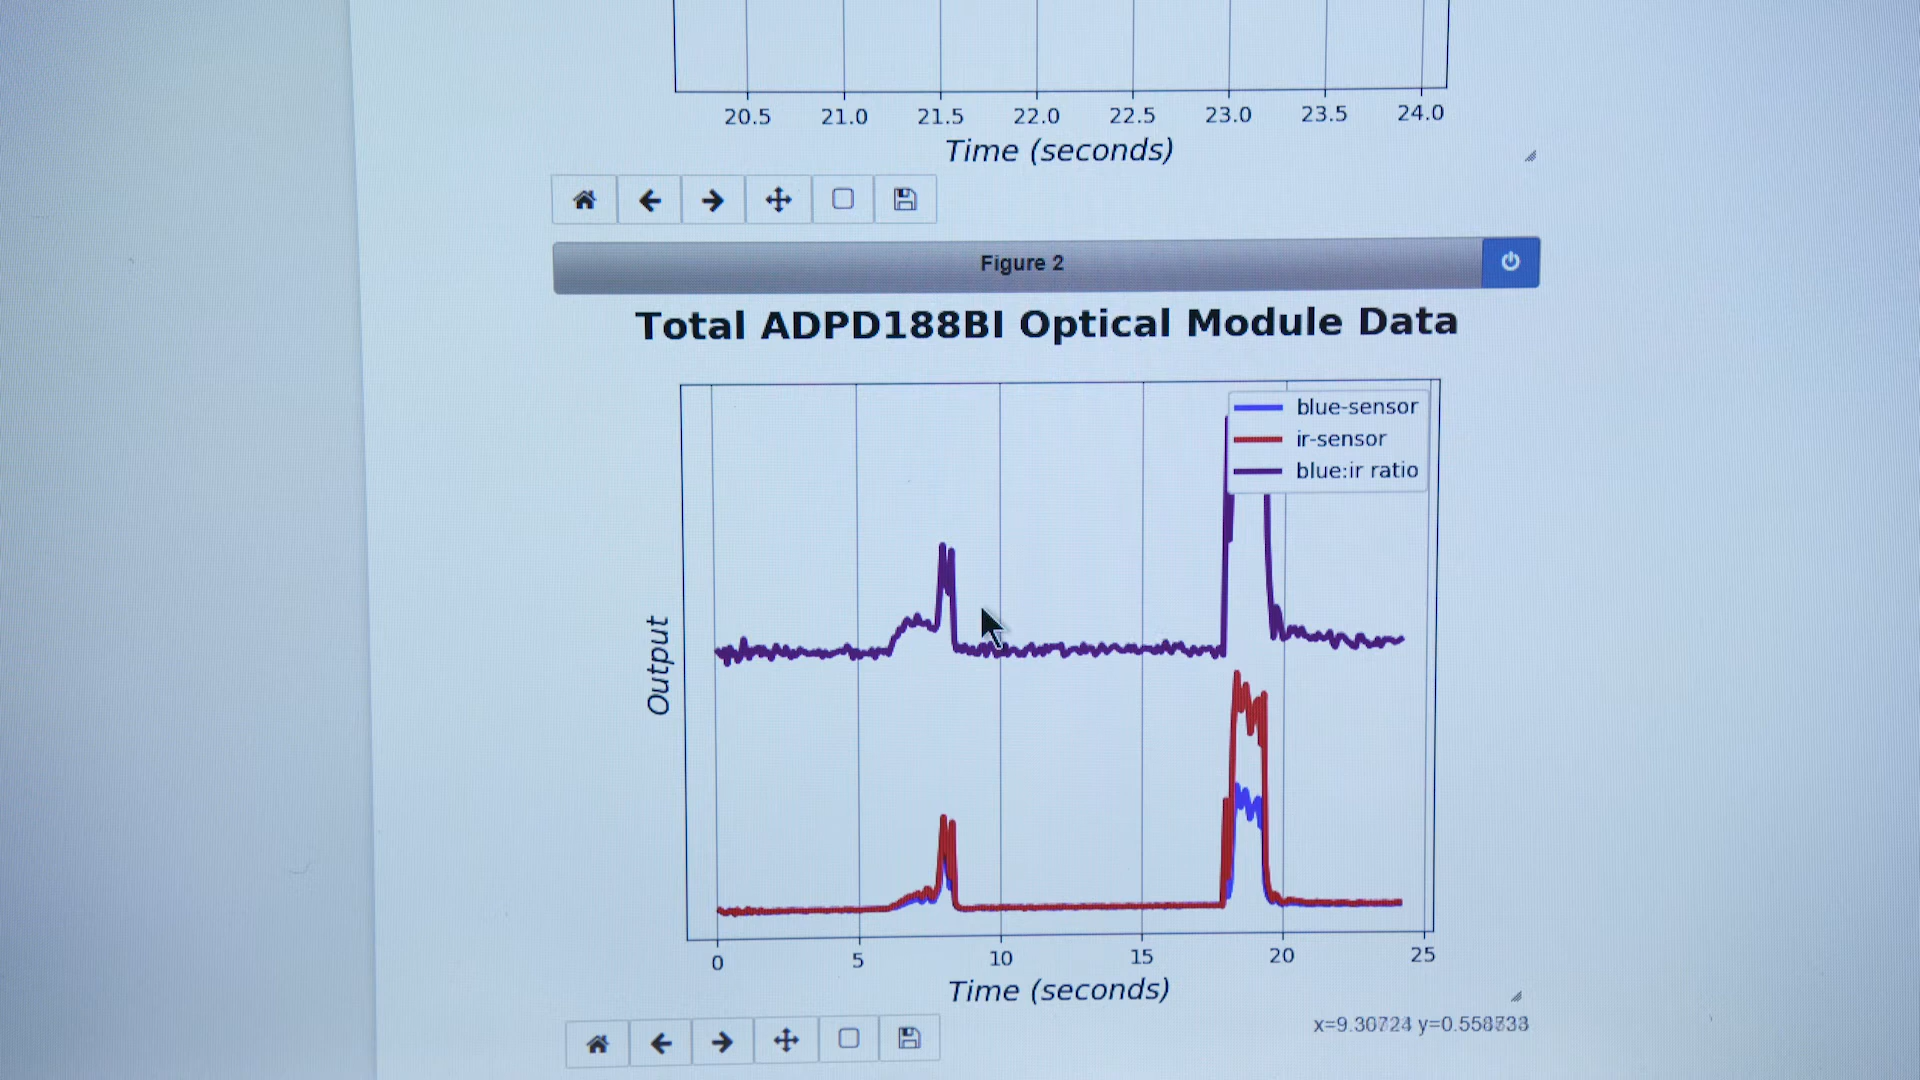 20.5 21.0 21.5 22.0 22.5 23.0 23.5 24.0
Time (seconds)
Figure 2
Total ADPD188BI Optical Module Data
blue-sensor
ir-sensor
blue:ir ratio
Output
0 5 10 15 20 25
Time (seconds)
x=9.30724